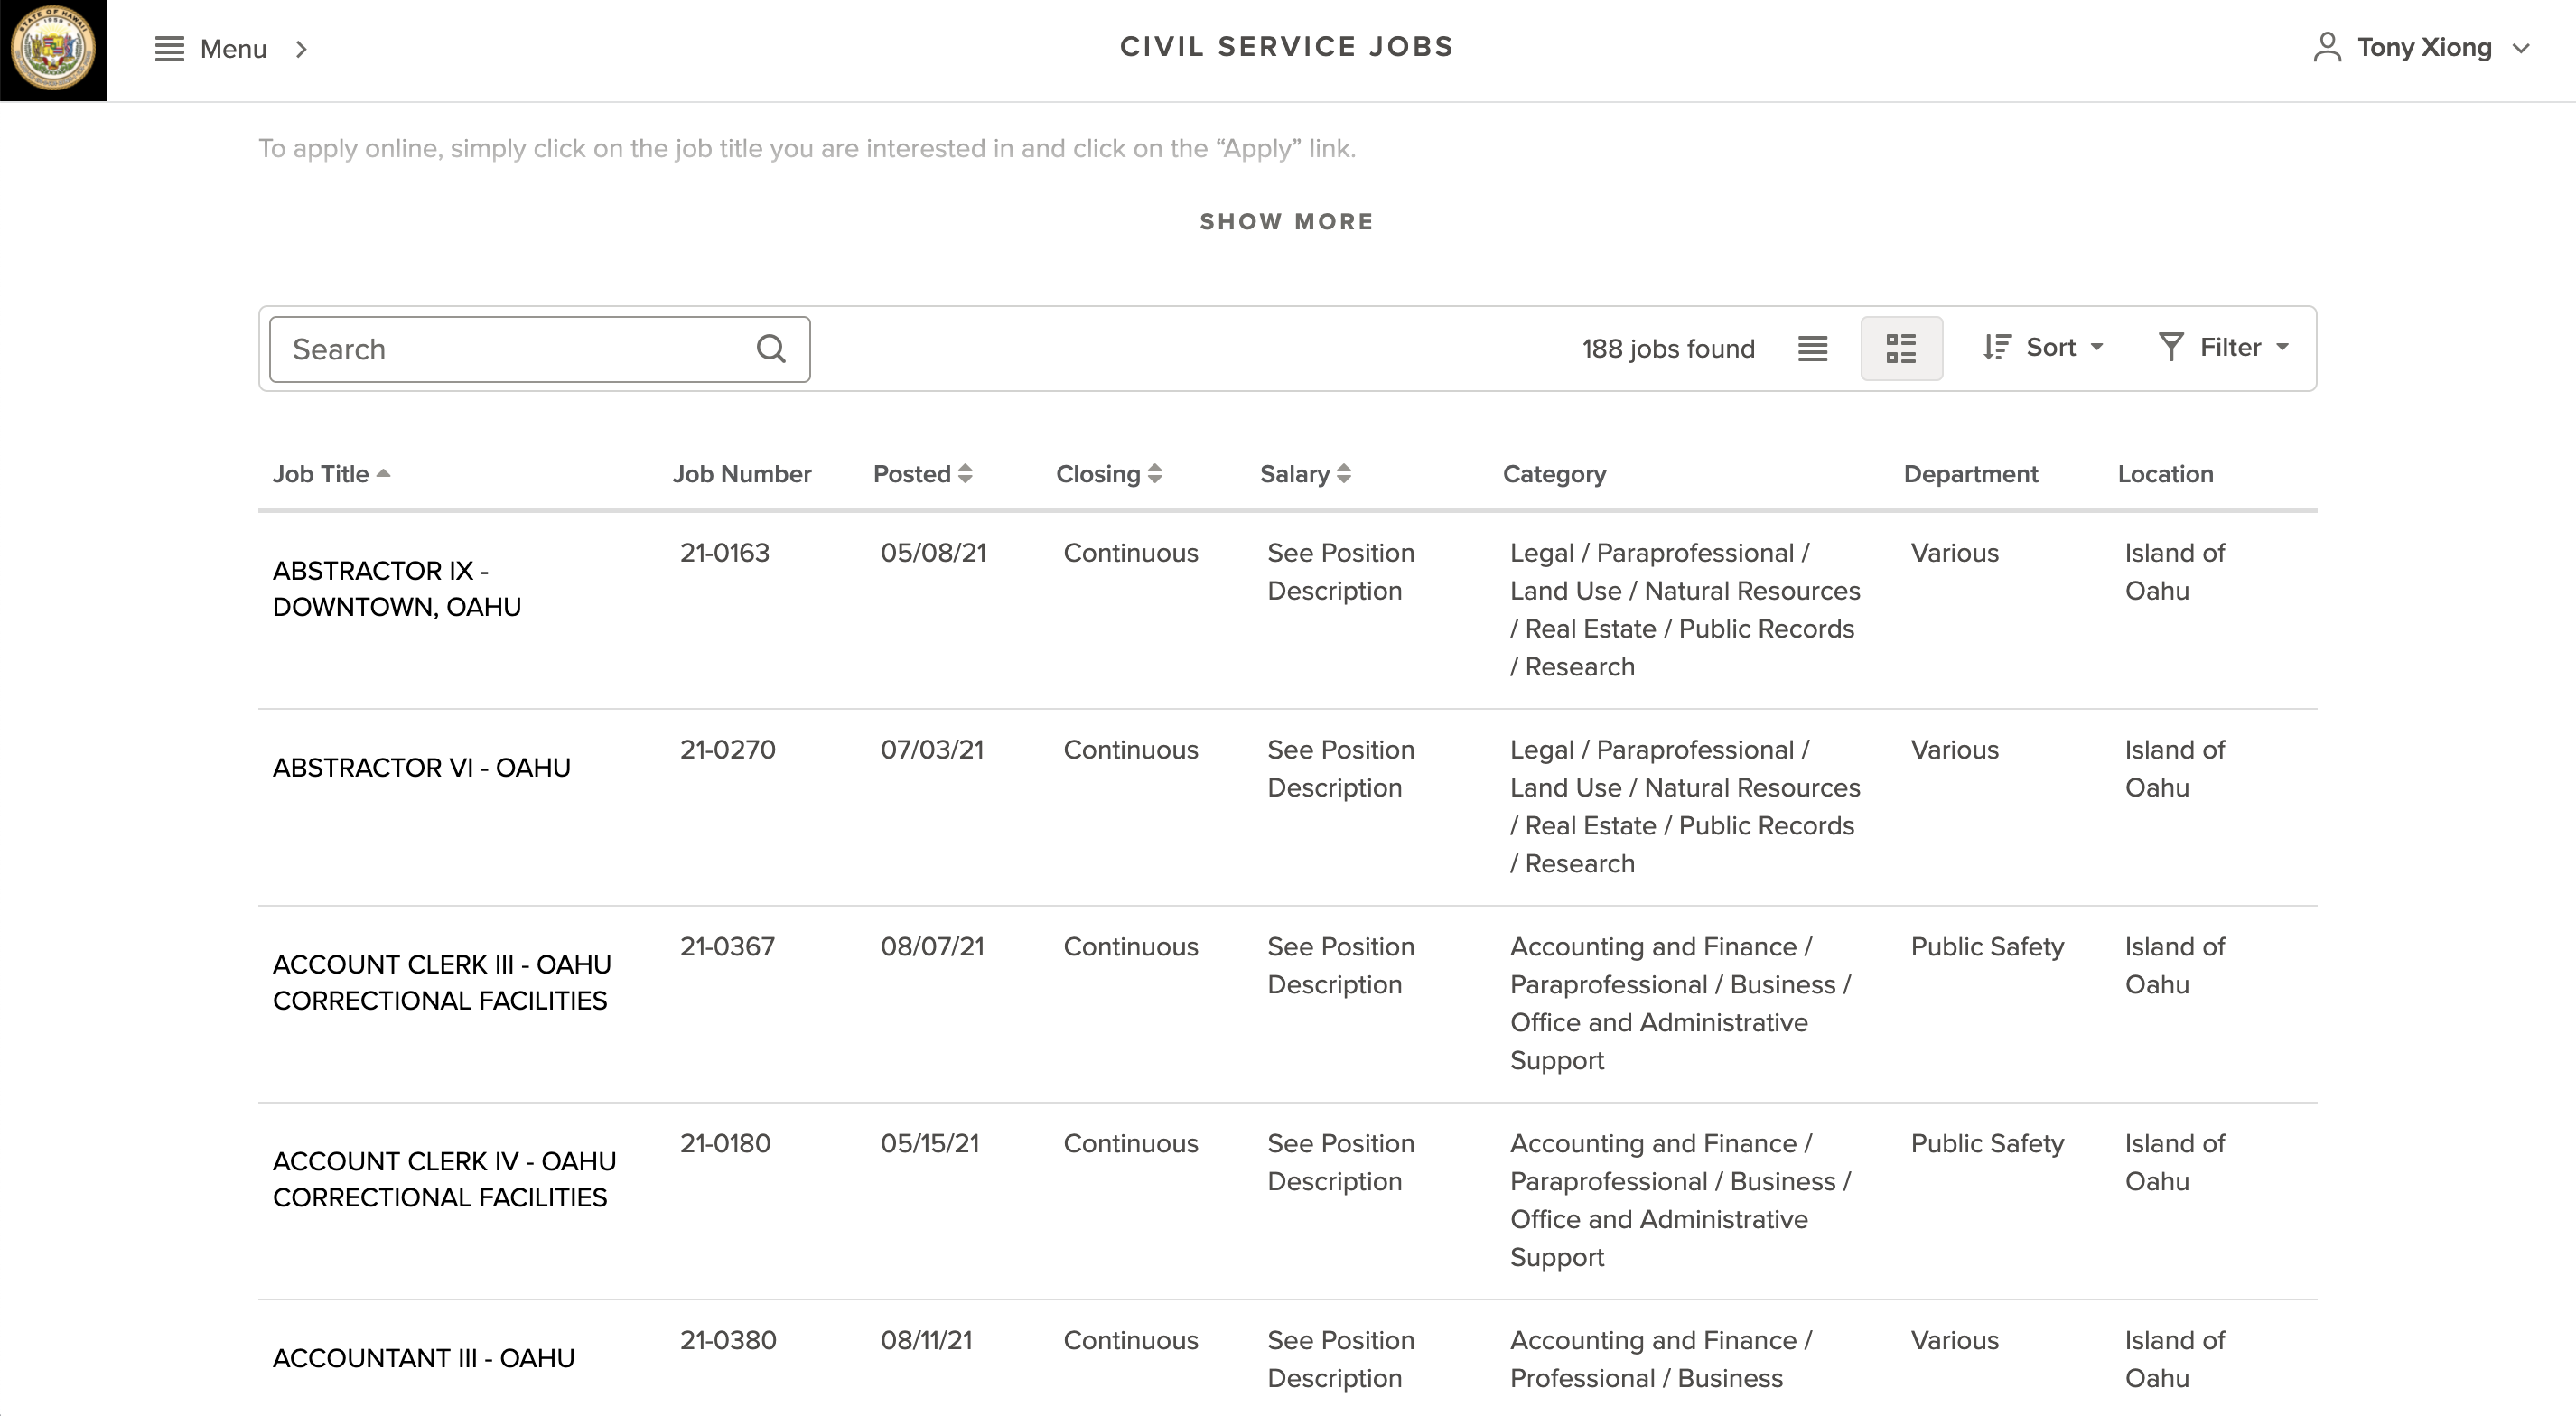 STATE OF HAWAII
1959
Menu
CIVIL SERVICE JOBS
Tony Xiong
To apply online, simply click on the job title you are interested in and click on the “Apply” link.
SHOW MORE
Search
188 jobs found
Sort
Filter
Job Title
Job Number
Posted
Closing
Salary
Category
Department
Location
ABSTRACTOR IX -
DOWNTOWN, OAHU
21-0163
05/08/21
Continuous
See Position
Description
Legal / Paraprofessional /
Land Use / Natural Resources
/ Real Estate / Public Records
/ Research
Various
Island of
Oahu
ABSTRACTOR VI - OAHU
21-0270
07/03/21
Continuous
See Position
Description
Legal / Paraprofessional /
Land Use / Natural Resources
/ Real Estate / Public Records
/ Research
Various
Island of
Oahu
ACCOUNT CLERK III - OAHU
CORRECTIONAL FACILITIES
21-0367
08/07/21
Continuous
See Position
Description
Accounting and Finance /
Paraprofessional / Business /
Office and Administrative
Support
Public Safety
Island of
Oahu
ACCOUNT CLERK IV - OAHU
CORRECTIONAL FACILITIES
21-0180
05/15/21
Continuous
See Position
Description
Accounting and Finance /
Paraprofessional / Business /
Office and Administrative
Support
Public Safety
Island of
Oahu
ACCOUNTANT III - OAHU
21-0380
08/11/21
Continuous
See Position
Description
Accounting and Finance /
Professional / Business
Various
Island of
Oahu